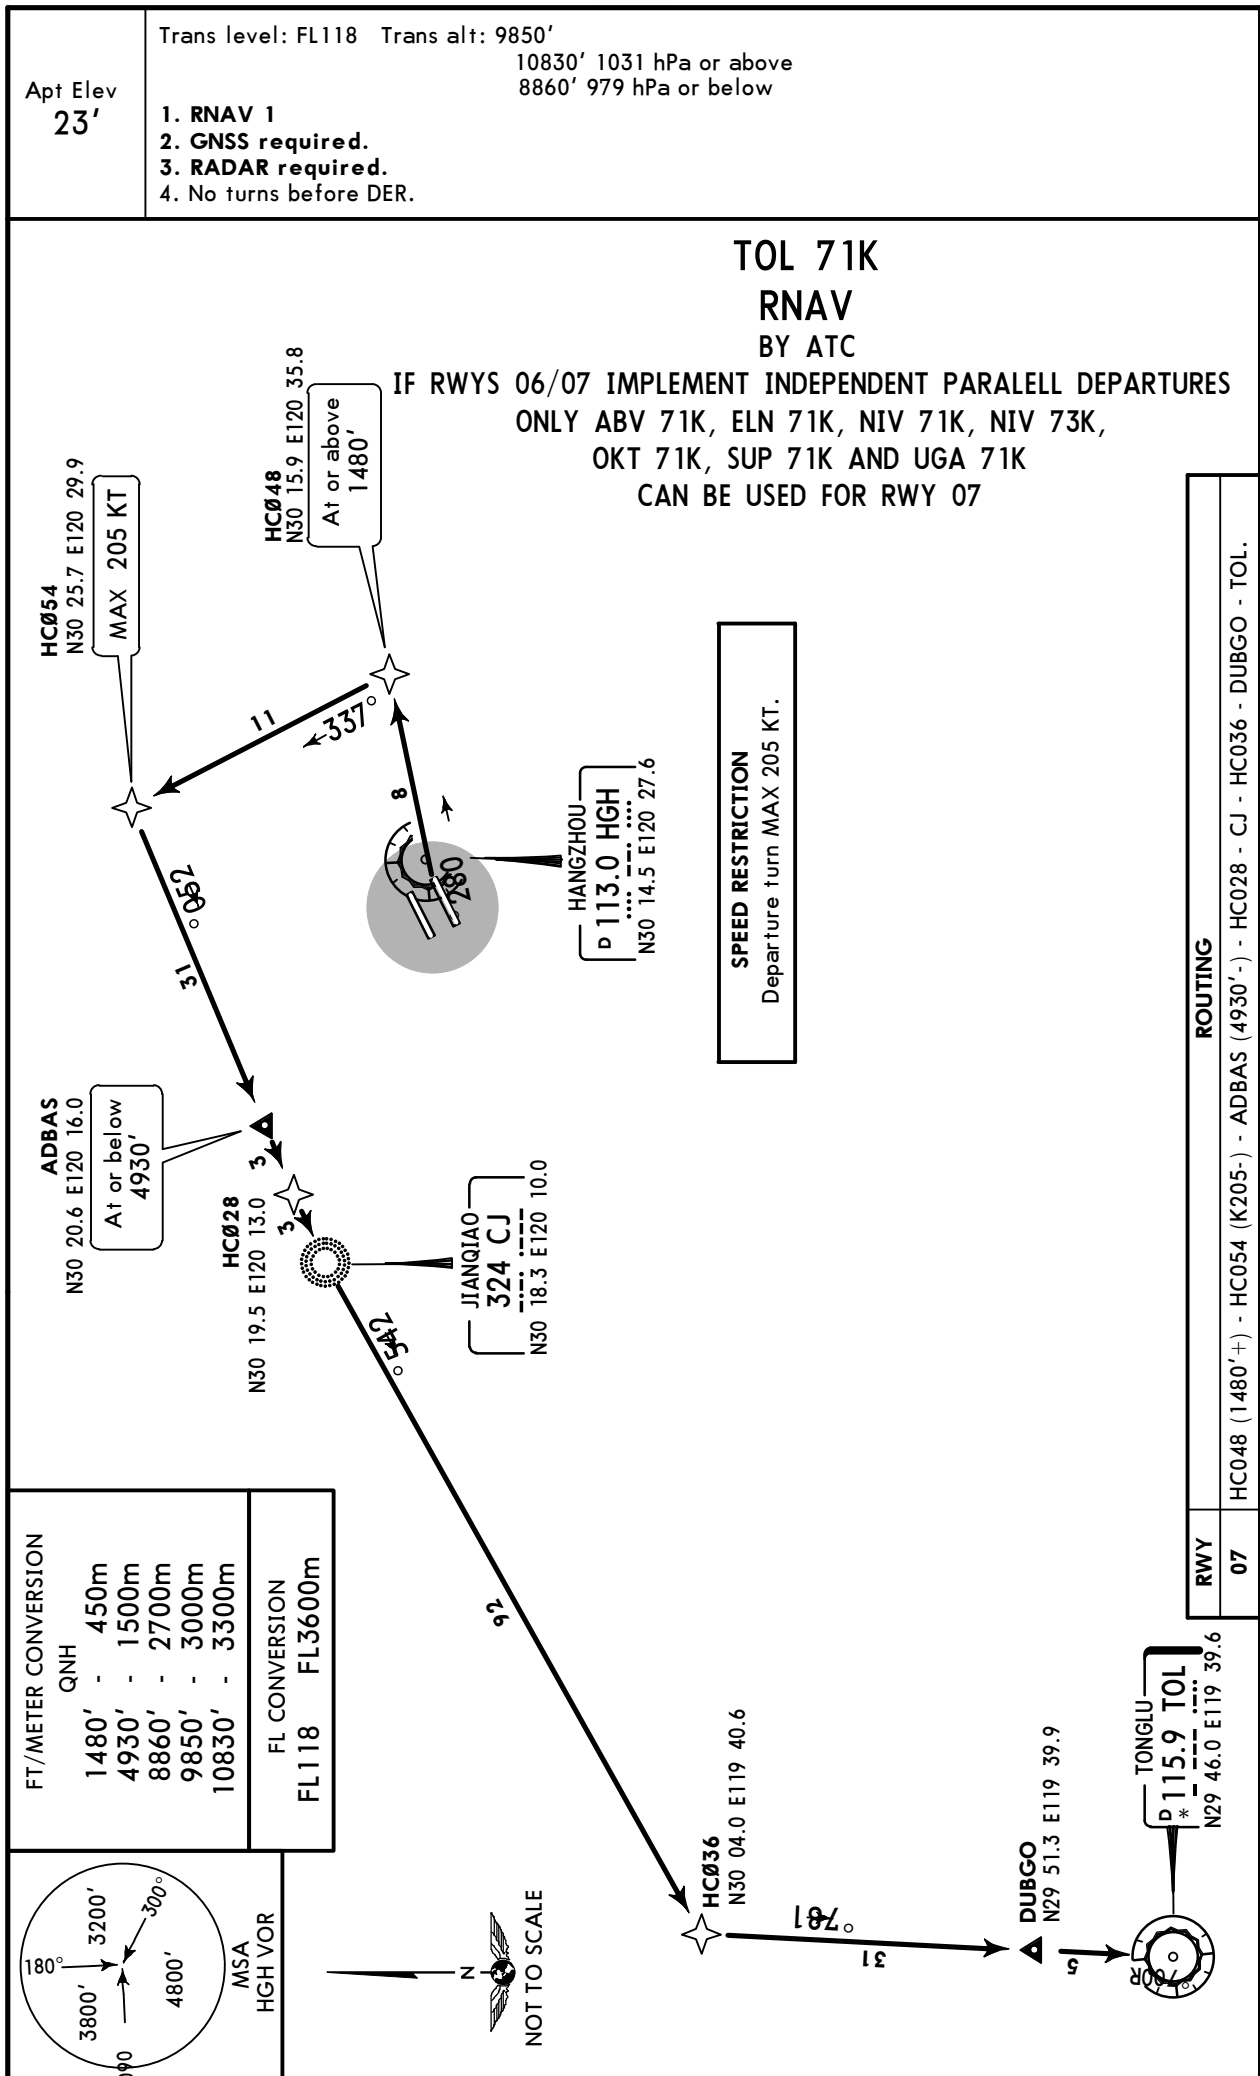 Apt Elev
23'
Trans level: FL118 Trans alt: 9850'
10830' 1031 hPa or above
8860' 979 hPa or below
1. RNAV 1
2. GNSS required.
3. RADAR required.
4. No turns before DER.
TOL 71K
RNAV
BY ATC
IF RWYS 06/07 IMPLEMENT INDEPENDENT PARALELL DEPARTURES
ONLY ABV 71K, ELN 71K, NIV 71K, NIV 73K,
OKT 71K, SUP 71K AND UGA 71K
CAN BE USED FOR RWY 07
HCØ54
N30 25.7 E120 29.9
MAX 205 KT
HCØ48
N30 15.9 E120 35.8
At or above
1480'
11
337°
8
31
HANGZHOU
D 113.0 HGH
N30 14.5 E120 27.6
SPEED RESTRICTION
Departure turn MAX 205 KT.
ADBAS
N30 20.6 E120 16.0
At or below
4930'
3
HCØ28
N30 19.5 E120 13.0
3
JIANQIAO
324 CJ
N30 18.3 E120 10.0
92
HCØ36
N30 04.0 E119 40.6
31
DUBGO
N29 51.3 E119 39.9
5
TONGLU
D
* 115.9 TOL
N29 46.0 E119 39.6
RWY
ROUTING
07
HC048 (1480'+) - HC054 (K205-) - ADBAS (4930'-) - HC028 - CJ - HC036 - DUBGO - TOL.
FT/METER CONVERSION
QNH
1480' - 450m
4930' - 1500m
8860' - 2700m
9850' - 3000m
10830' - 3300m
FL CONVERSION
FL118 FL3600m
180°
3200'
300°
3800'
4800'
090
MSA
HGH VOR
N
NOT TO SCALE